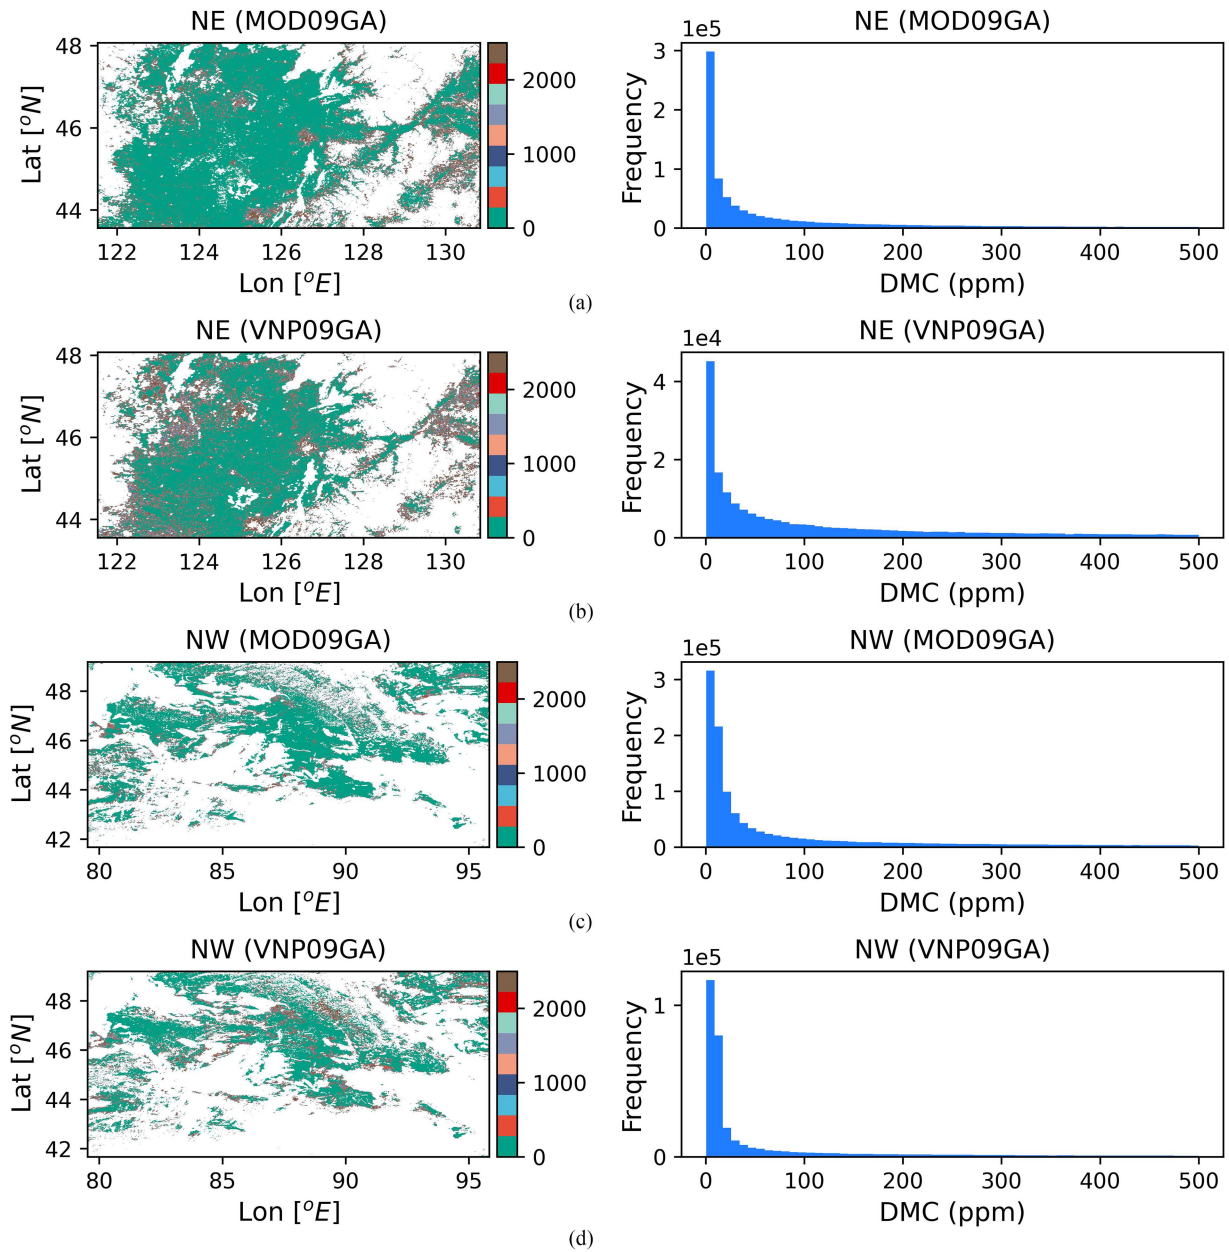 NE (MOD09GA)
48
46
44
Lat [°N]
122 124 126 128 130
Lon [°E]
2000
1000
0
NE (MOD09GA)
1e5
3
2
1
0
Frequency
0 100 200 300 400 500
DMC (ppm)
(a)
NE (VNP09GA)
48
46
44
Lat [°N]
122 124 126 128 130
Lon [°E]
2000
1000
0
NE (VNP09GA)
1e4
4
2
0
Frequency
0 100 200 300 400 500
DMC (ppm)
(b)
NW (MOD09GA)
48
46
44
42
Lat [°N]
80 85 90 95
Lon [°E]
2000
1000
0
NW (MOD09GA)
1e5
3
2
1
0
Frequency
0 100 200 300 400 500
DMC (ppm)
(c)
NW (VNP09GA)
48
46
44
42
Lat [°N]
80 85 90 95
Lon [°E]
2000
1000
0
NW (VNP09GA)
1e5
1
0
Frequency
0 100 200 300 400 500
DMC (ppm)
(d)